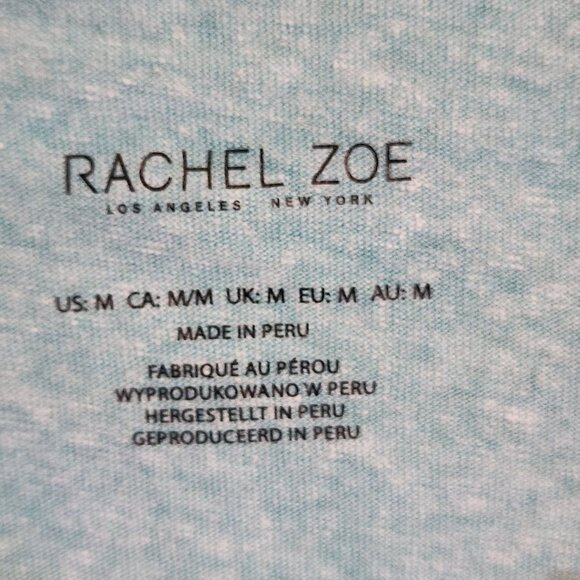 RACHEL ZOE
LOS ANGELES NEW YORK
US: M CA: M/M UK: M EU: M AU: M
MADE IN PERU
FABRIQUÉ AU PÉROU
WYPRODUKOWANO W PERU
HERGESTELLT IN PERU
GEPRODUCEERD IN PERU